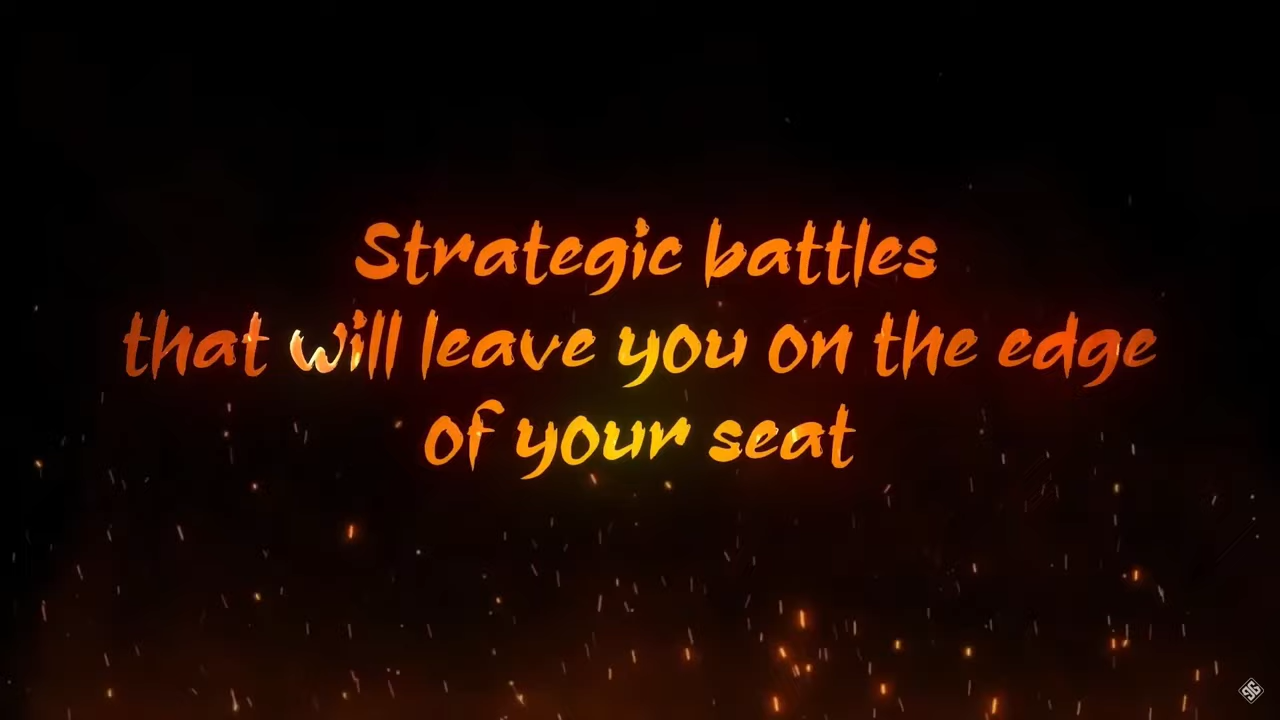 Strategic battles
that will leave you on the edge
of your seat